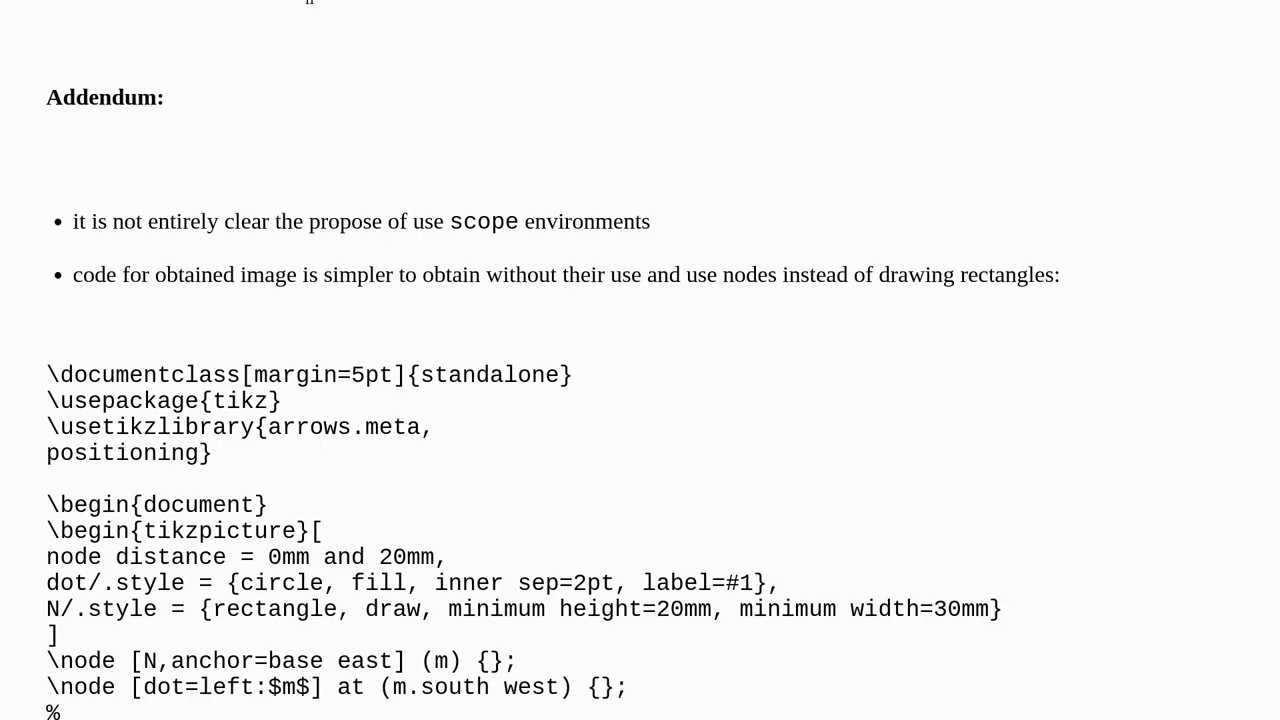 Addendum:
it is not entirely clear the propose of use scope environments
code for obtained image is simpler to obtain without their use and use nodes instead of drawing rectangles:
\documentclass[margin=5pt]{standalone}
\usepackage{tikz}
\usetikzlibrary{arrows.meta,
positioning}
\begin{document}
\begin{tikzpicture}[
node distance = 0mm and 20mm,
dot/.style = {circle, fill, inner sep=2pt, label=#1},
N/.style = {rectangle, draw, minimum height=20mm, minimum width=30mm}
]
\node [N,anchor=base east] (m) {};
\node [dot=left:$m$] at (m.south west) {};
%